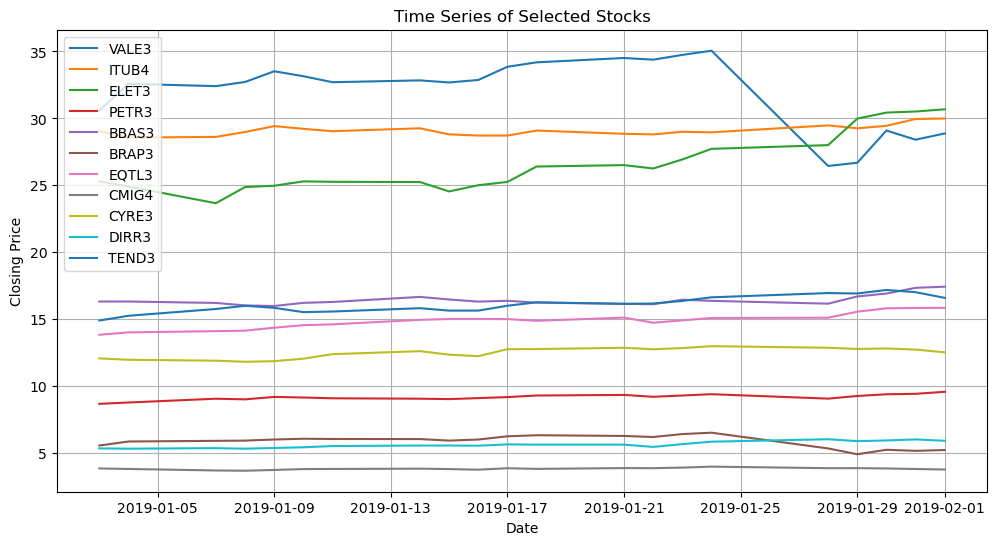 Time Series of Selected Stocks
VALE3
ITUB4
ELET3
PETR3
BBAS3
BRAP3
EQTL3
CMIG4
CYRE3
DIRR3
TEND3
35
30
25
20
15
10
5
Closing Price
2019-01-05
2019-01-09
2019-01-13
2019-01-17
2019-01-21
2019-01-25
2019-01-29
2019-02-01
Date